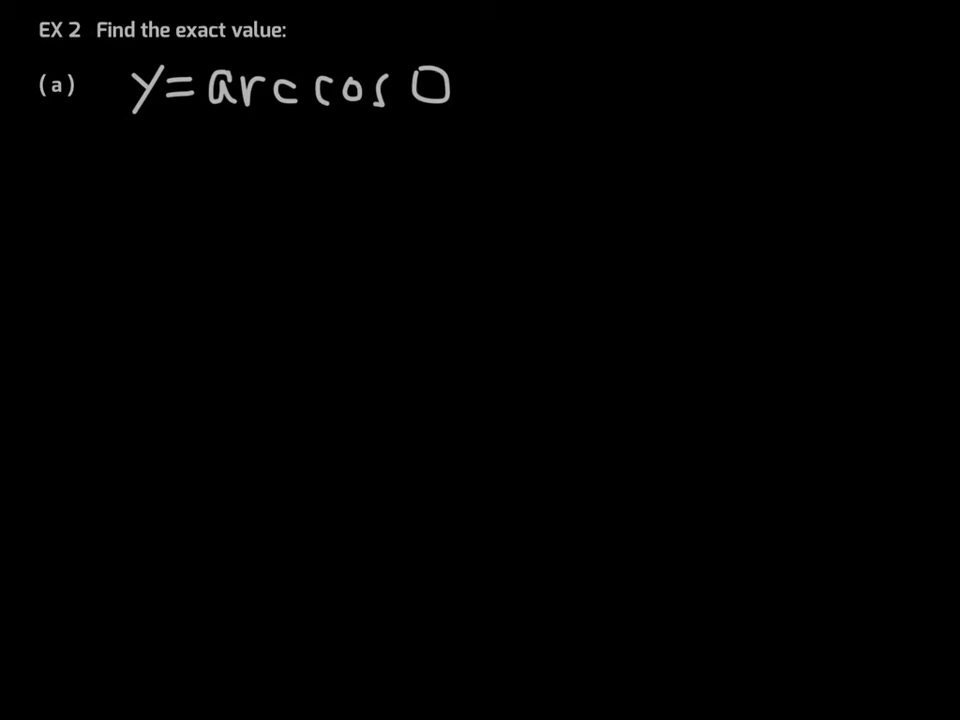 EX 2 Find the exact value:
(a) y = arccos 0